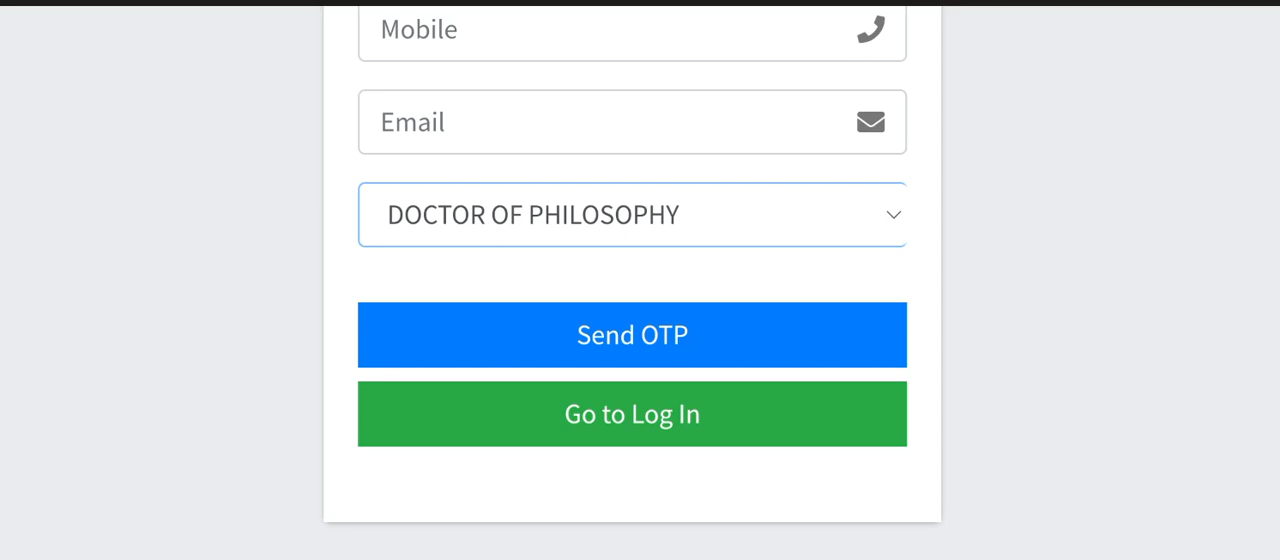 Mobile
Email
DOCTOR OF PHILOSOPHY
Send OTP
Go to Log In